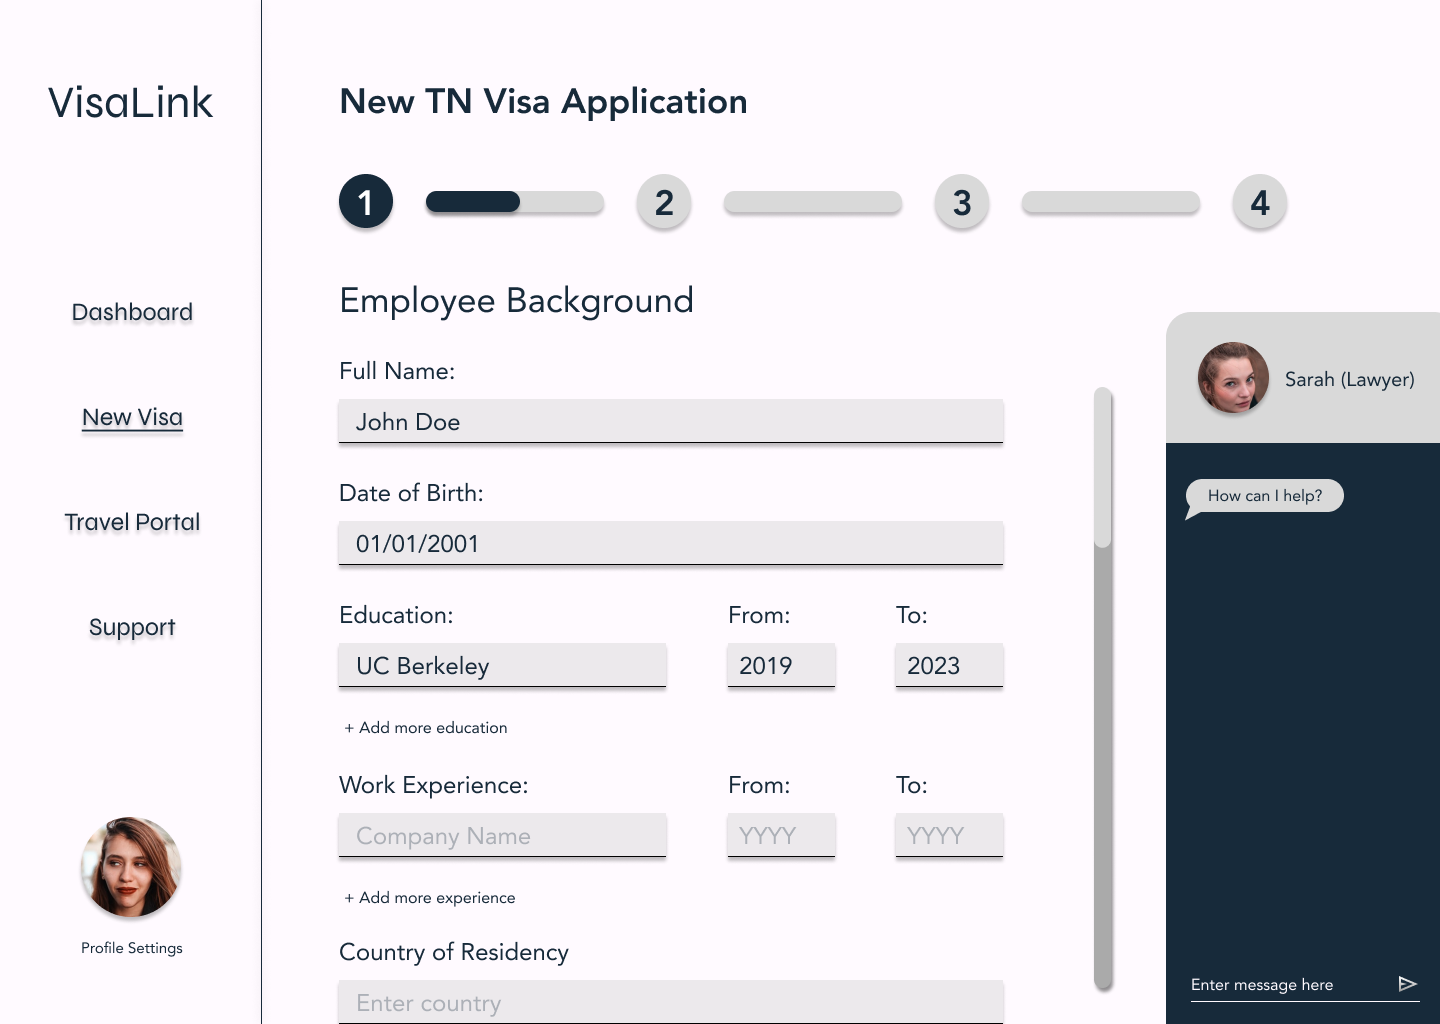 VisaLink
Dashboard
New Visa
Travel Portal
Support
Profile Settings
New TN Visa Application
1 2 3 4
Employee Background
Full Name:
John Doe
Date of Birth:
01/01/2001
Education: From: To:
UC Berkeley 2019 2023
+ Add more education
Work Experience: From: To:
Company Name YYYY YYYY
+ Add more experience
Country of Residency
Enter country
Sarah (Lawyer)
How can I help?
Enter message here